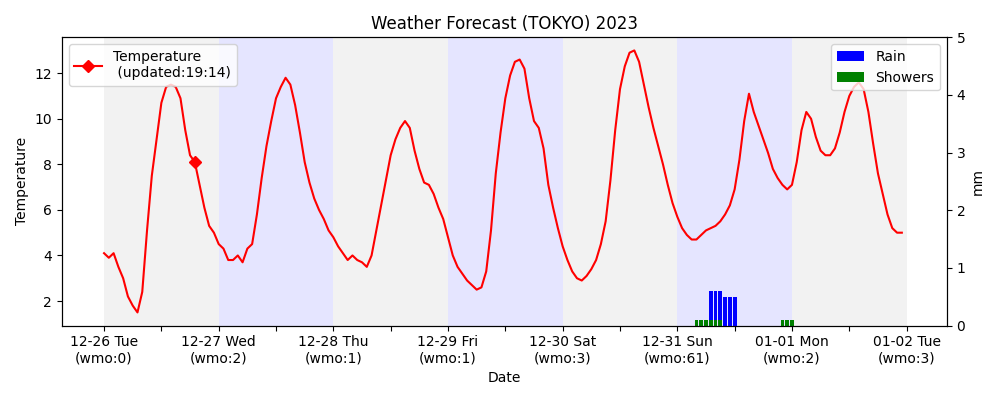 Weather Forecast (TOKYO) 2023
Temperature
(updated:19:14)
Rain
Showers
Temperature
12
10
8
6
4
2
5
4
3
2
1
0
mm
12-26 Tue
(wmo:0)
12-27 Wed
(wmo:2)
12-28 Thu
(wmo:1)
12-29 Fri
(wmo:1)
12-30 Sat
(wmo:3)
12-31 Sun
(wmo:61)
01-01 Mon
(wmo:2)
01-02 Tue
(wmo:3)
Date